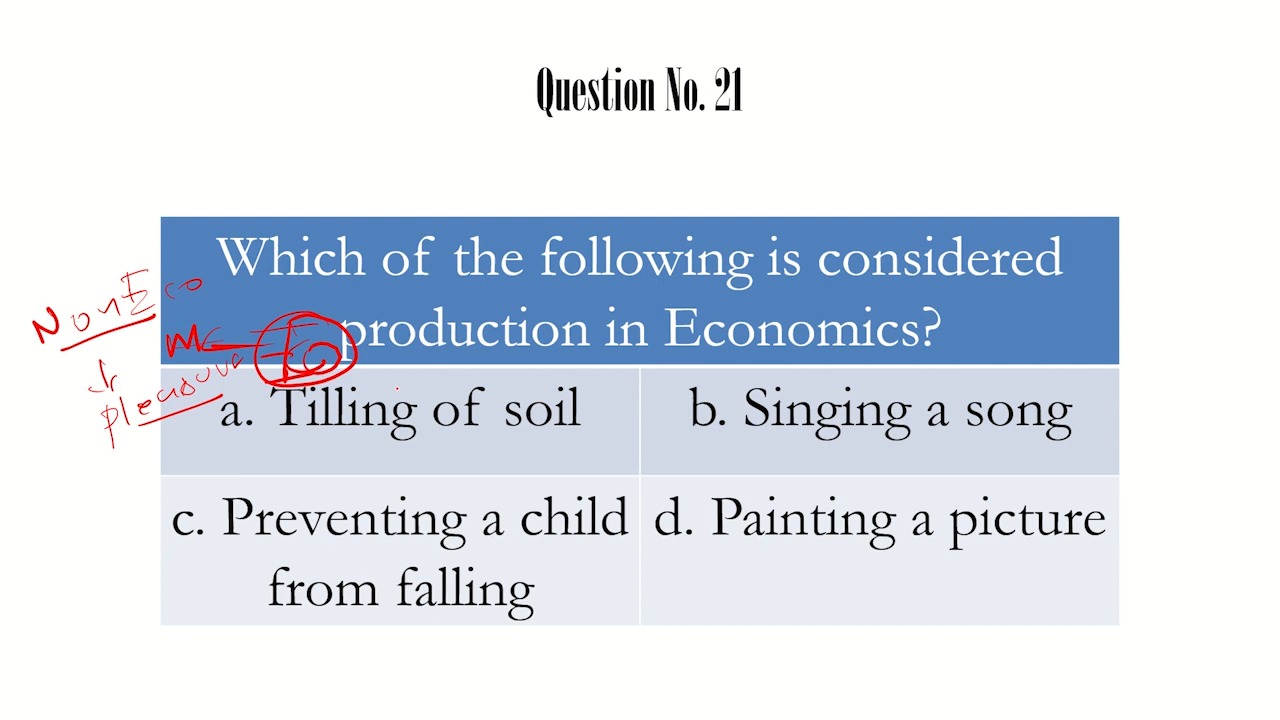 Question No. 21
Which of the following is considered
production in Economics?
Non Eco
pleasure
a. Tilling of soil
b. Singing a song
c. Preventing a child
from falling
d. Painting a picture